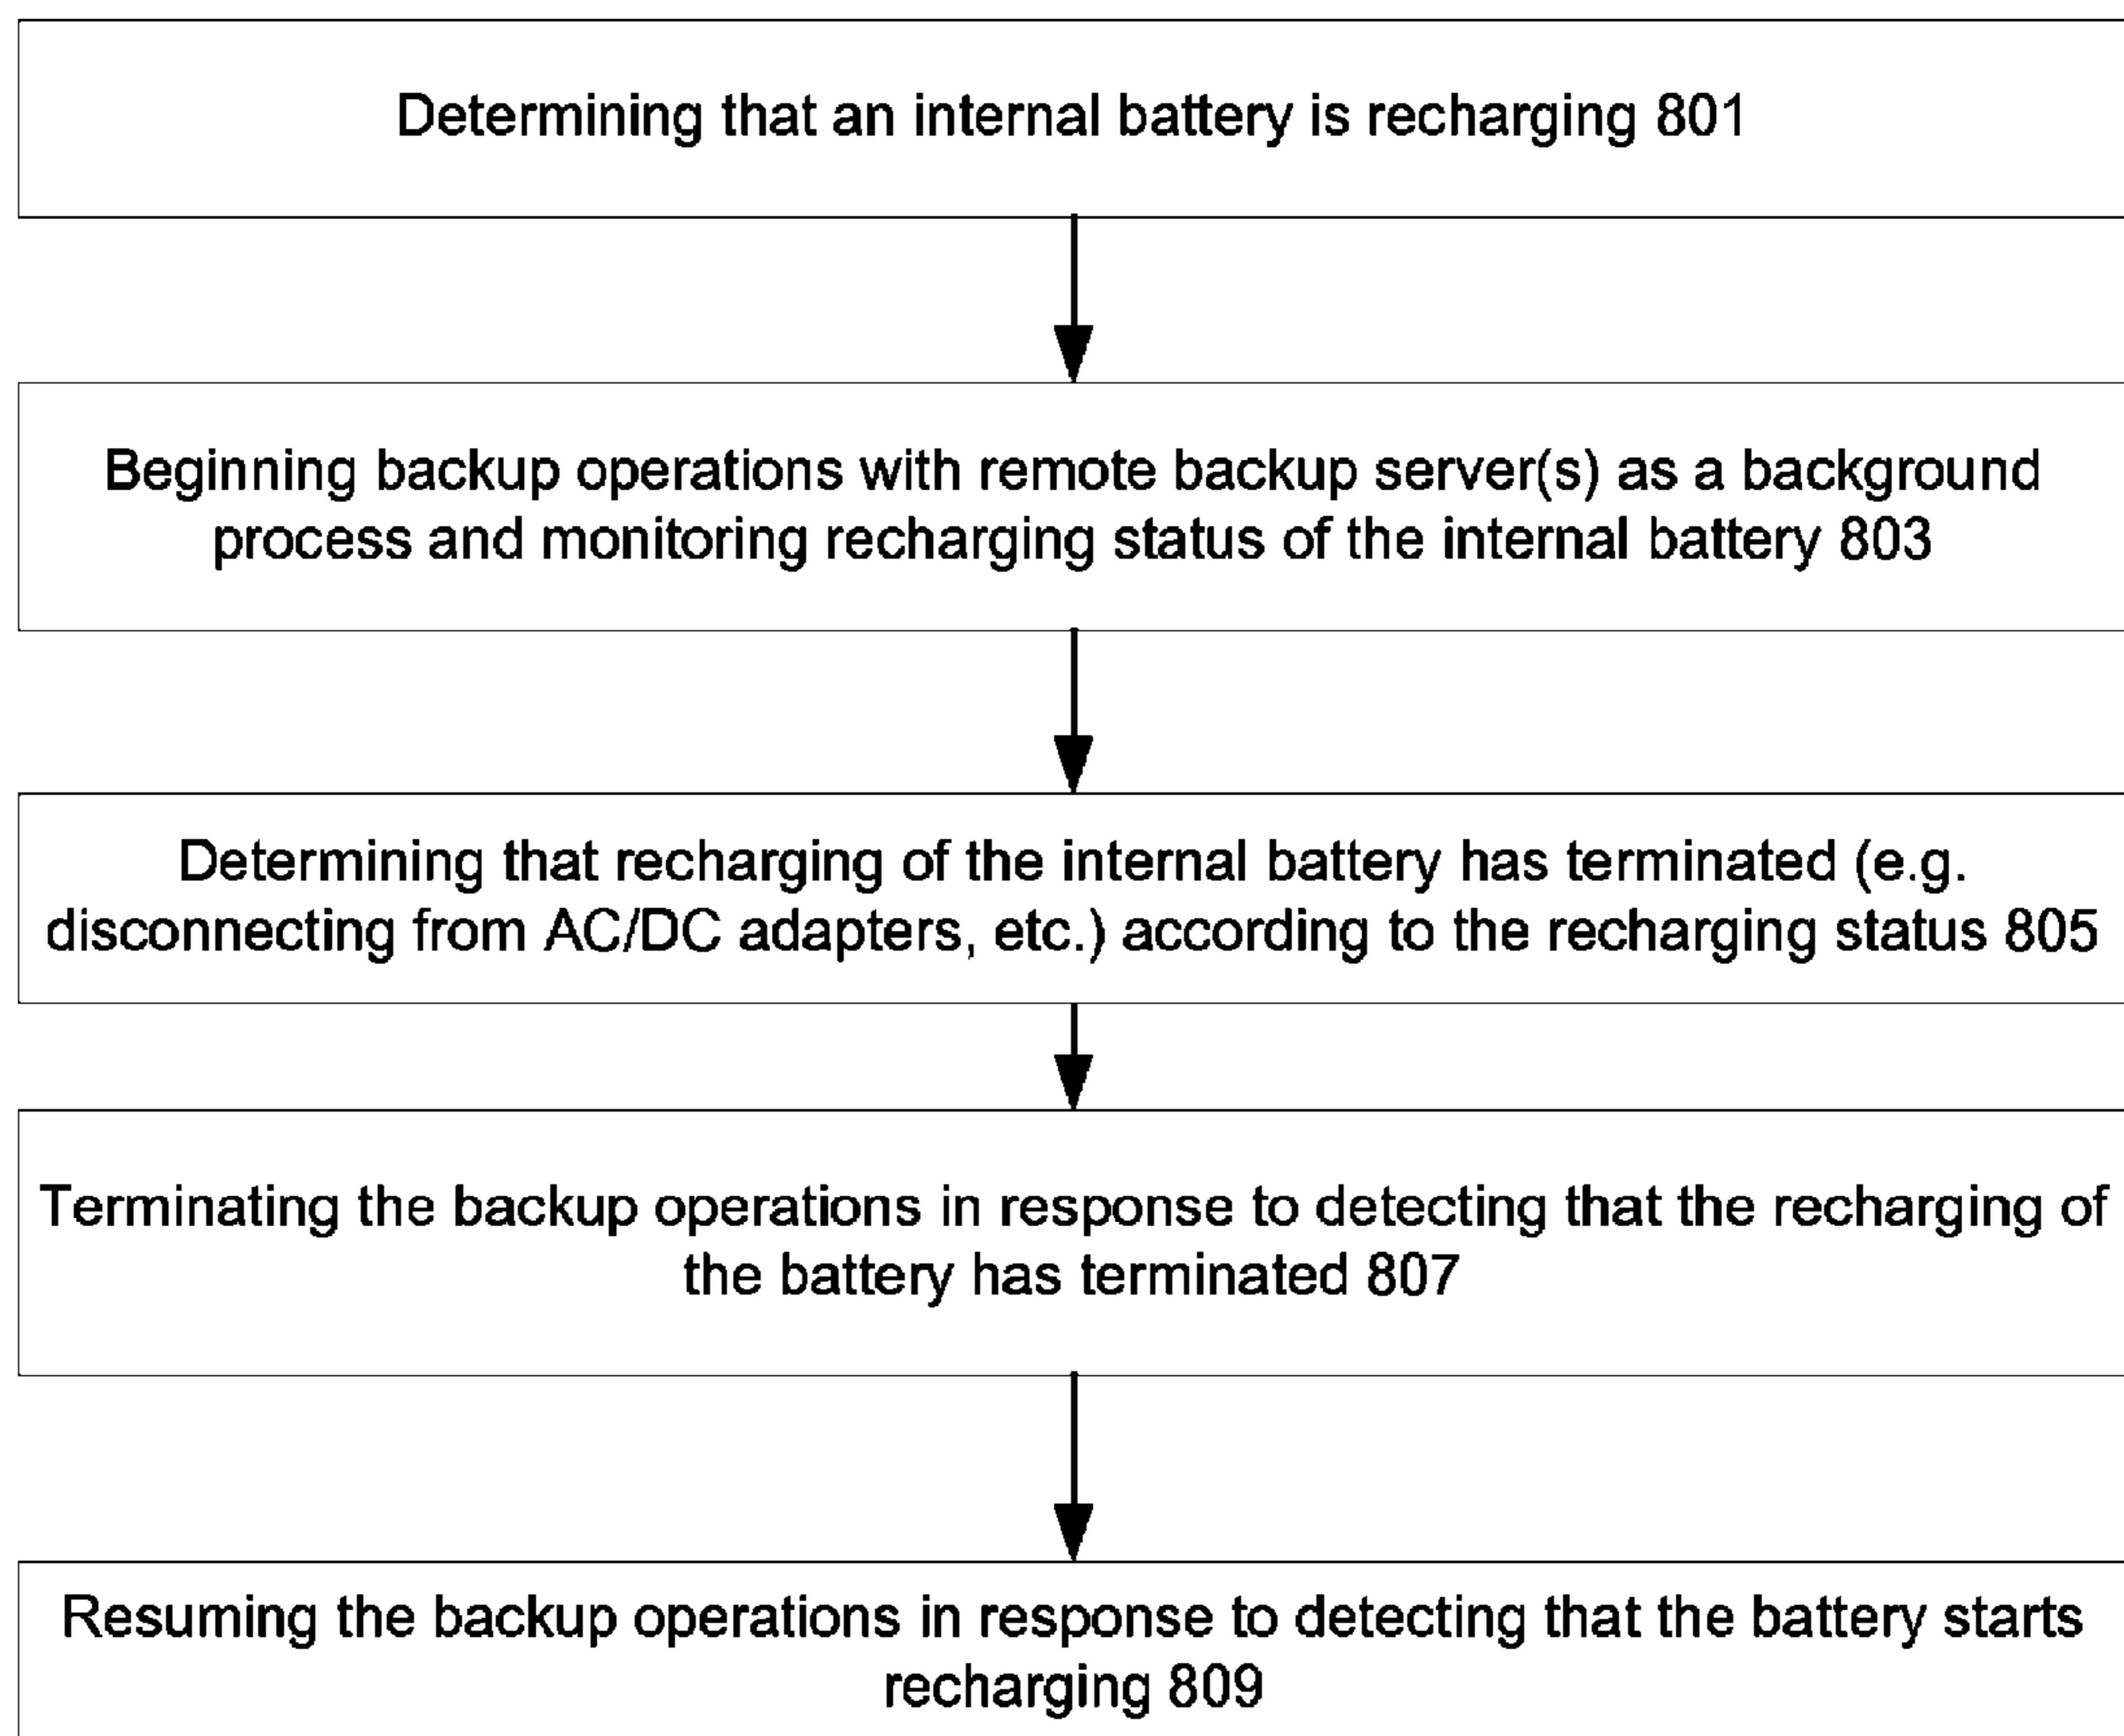 Determining that an internal battery is recharging 801
Beginning backup operations with remote backup server(s) as a background
process and monitoring recharging status of the internal battery 803
Determining that recharging of the internal battery has terminated (e.g.
disconnecting from AC/DC adapters, etc.) according to the recharging status 805
Terminating the backup operations in response to detecting that the recharging of
the battery has terminated 807
Resuming the backup operations in response to detecting that the battery starts
recharging 809